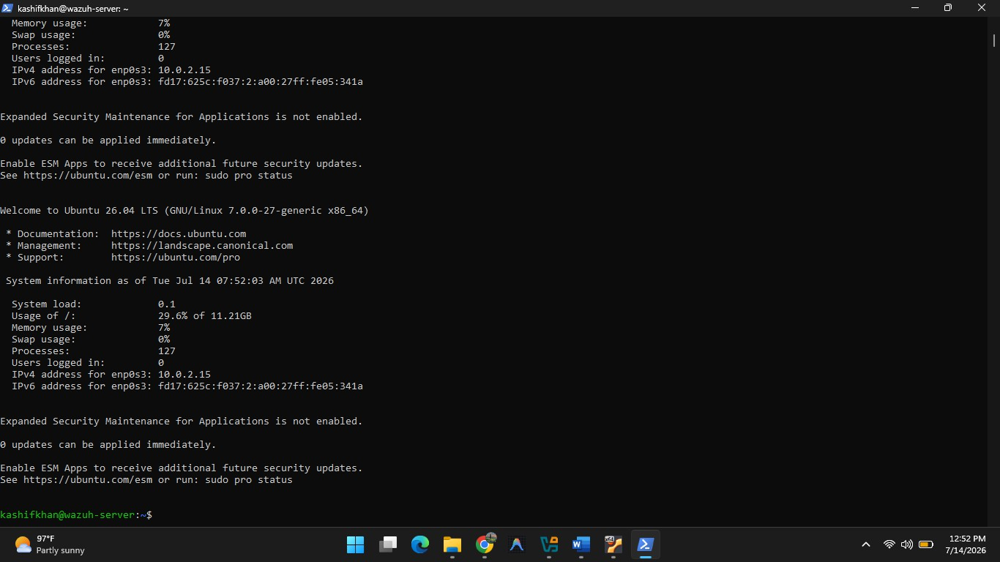 kashifkhan@wazuh-server: ~
Memory usage: 7%
Swap usage: 0%
Processes: 127
Users logged in: 0
IPv4 address for enp0s3: 10.0.2.15
IPv6 address for enp0s3: fd17:625c:f037:2:a00:27ff:fe05:341a
Expanded Security Maintenance for Applications is not enabled.
0 updates can be applied immediately.
Enable ESM Apps to receive additional future security updates.
See https://ubuntu.com/esm or run: sudo pro status
Welcome to Ubuntu 26.04 LTS (GNU/Linux 7.0.0-27-generic x86_64)
* Documentation: https://docs.ubuntu.com
* Management: https://landscape.canonical.com
* Support: https://ubuntu.com/pro
System information as of Tue Jul 14 07:52:03 AM UTC 2026
System load: 0.1
Usage of /: 29.6% of 11.21GB
Memory usage: 7%
Swap usage: 0%
Processes: 127
Users logged in: 0
IPv4 address for enp0s3: 10.0.2.15
IPv6 address for enp0s3: fd17:625c:f037:2:a00:27ff:fe05:341a
Expanded Security Maintenance for Applications is not enabled.
0 updates can be applied immediately.
Enable ESM Apps to receive additional future security updates.
See https://ubuntu.com/esm or run: sudo pro status
kashifkhan@wazuh-server:~$
97°F
Partly sunny
x64
12:52 PM
7/14/2026